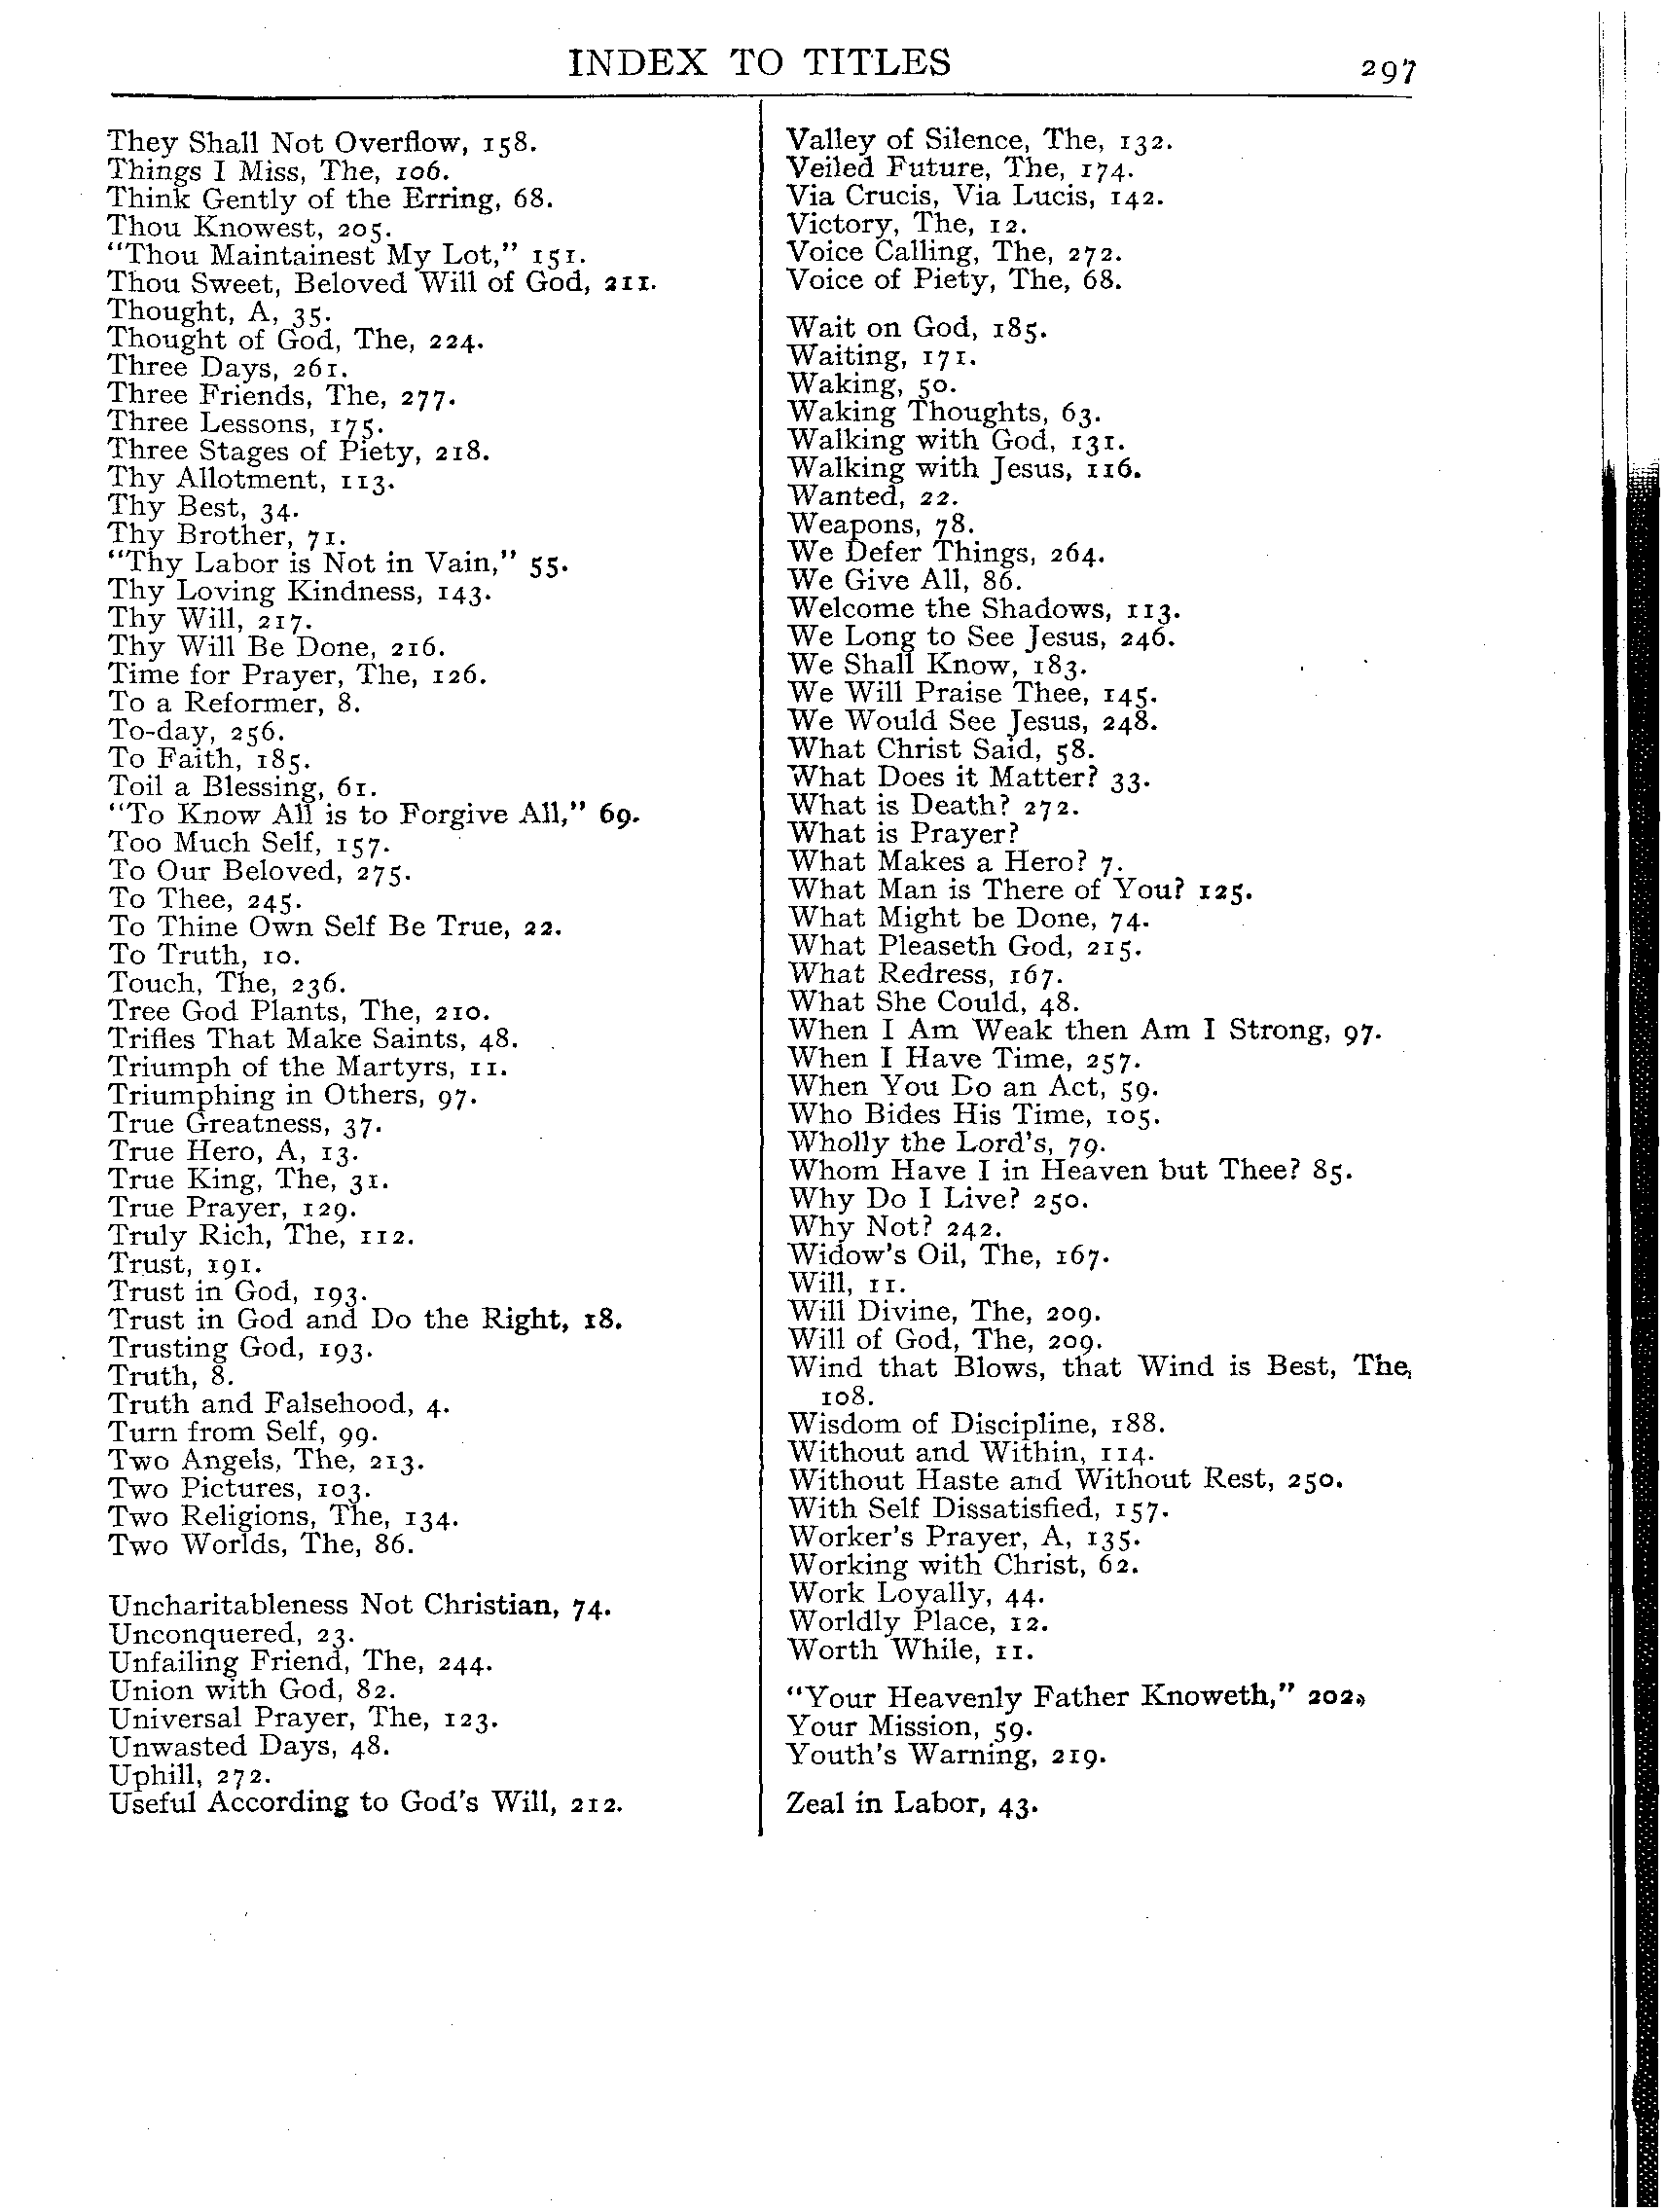 INDEX TO TITLES 297
They Shall Not Overflow, 158.
Things I Miss, The, 106.
Think Gently of the Erring, 68.
Thou Knowest, 205.
"Thou Maintainest My Lot," 151.
Thou Sweet, Beloved Will of God, 211.
Thought, A, 35.
Thought of God, The, 224.
Three Days, 261.
Three Friends, The, 277.
Three Lessons, 175.
Three Stages of Piety, 218.
Thy Allotment, 113.
Thy Best, 34.
Thy Brother, 71.
"Thy Labor is Not in Vain," 55.
Thy Loving Kindness, 143.
Thy Will, 217.
Thy Will Be Done, 216.
Time for Prayer, The, 126.
To a Reformer, 8.
To-day, 256.
To Faith, 185.
Toil a Blessing, 61.
"To Know All is to Forgive All," 69.
Too Much Self, 157.
To Our Beloved, 275.
To Thee, 245.
To Thine Own Self Be True, 22.
To Truth, 10.
Touch, The, 236.
Tree God Plants, The, 210.
Trifles That Make Saints, 48.
Triumph of the Martyrs, 11.
Triumphing in Others, 97.
True Greatness, 37.
True Hero, A, 13.
True King, The, 31.
True Prayer, 129.
Truly Rich, The, 112.
Trust, 191.
Trust in God, 193.
Trust in God and Do the Right, 18.
Trusting God, 193.
Truth, 8.
Truth and Falsehood, 4.
Turn from Self, 99.
Two Angels, The, 213.
Two Pictures, 103.
Two Religions, The, 134.
Two Worlds, The, 86.
Uncharitableness Not Christian, 74.
Unconquered, 23.
Unfailing Friend, The, 244.
Union with God, 82.
Universal Prayer, The, 123.
Unwasted Days, 48.
Uphill, 272.
Useful According to God's Will, 212.
Valley of Silence, The, 132.
Veiled Future, The, 174.
Via Crucis, Via Lucis, 142.
Victory, The, 12.
Voice Calling, The, 272.
Voice of Piety, The, 68.
Wait on God, 185.
Waiting, 171.
Waking, 50.
Waking Thoughts, 63.
Walking with God, 131.
Walking with Jesus, 116.
Wanted, 22.
Weapons, 78.
We Defer Things, 264.
We Give All, 86.
Welcome the Shadows, 113.
We Long to See Jesus, 246.
We Shall Know, 183.
We Will Praise Thee, 145.
We Would See Jesus, 248.
What Christ Said, 58.
What Does it Matter? 33.
What is Death? 272.
What is Prayer?
What Makes a Hero? 7.
What Man is There of You? 125.
What Might be Done, 74.
What Pleaseth God, 215.
What Redress, 167.
What She Could, 48.
When I Am Weak then Am I Strong, 97.
When I Have Time, 257.
When You Do an Act, 59.
Who Bides His Time, 105.
Wholly the Lord's, 79.
Whom Have I in Heaven but Thee? 85.
Why Do I Live? 250.
Why Not? 242.
Widow's Oil, The, 167.
Will, 11.
Will Divine, The, 209.
Will of God, The, 209.
Wind that Blows, that Wind is Best, The,
108.
Wisdom of Discipline, 188.
Without and Within, 114.
Without Haste and Without Rest, 250.
With Self Dissatisfied, 157.
Worker's Prayer, A, 135.
Working with Christ, 62.
Work Loyally, 44.
Worldly Place, 12.
Worth While, 11.
"Your Heavenly Father Knoweth," 202.
Your Mission, 59.
Youth's Warning, 219.
Zeal in Labor, 43.